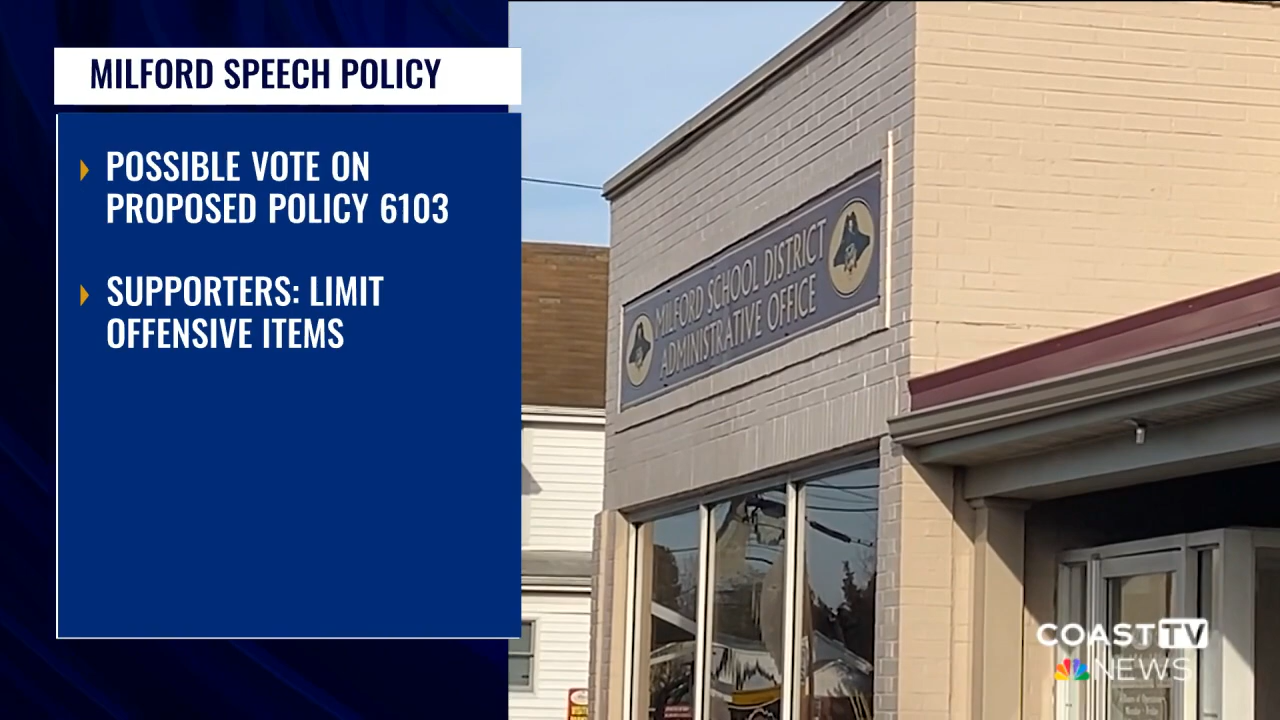 MILFORD SPEECH POLICY
POSSIBLE VOTE ON
PROPOSED POLICY 6103
SUPPORTERS: LIMIT
OFFENSIVE ITEMS
MILFORD SCHOOL DISTRICT
ADMINISTRATIVE OFFICE
COAST TV
NEWS